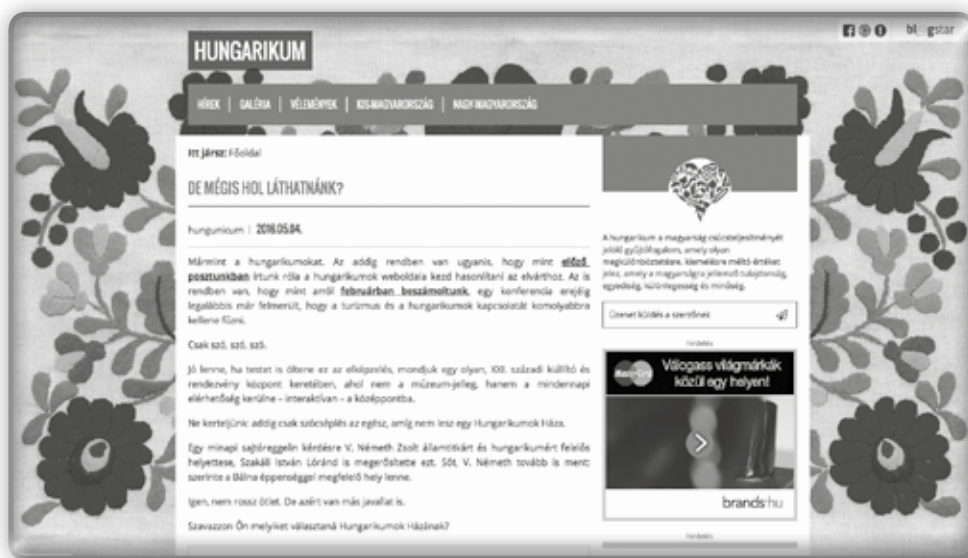 bl gstar
HUNGARIKUM
HÍREK | GALÉRIA | VÉLEMÉNYEK | KIS-MAGYARORSZÁG | NAGY-MAGYARORSZÁG
Itt jársz: Főoldal
DE MÉGIS HOL LÁTHATNÁNK?
hungunicum | 2016.05.04.
Mármint a hungarikumokat. Az addig rendben van ugyanis, hogy mint előző
posztunkban írtunk róla a hungarikumok weboldala kezd hasonlítani az elvárthoz. Az is
rendben van, hogy mint arról februárban beszámoltunk, egy konferencia erejéig
legalábbis már felmerült, hogy a turizmus és a hungarikumok kapcsolatát komolyabbra
kellene fűzni.
Csak szó, szó, szó.
Jó lenne, ha testet is öltene ez az elképzelés, mondjuk egy olyan, XXI. századi kiállító és
rendezvény központ keretében, ahol nem a múzeum-jelleg, hanem a mindennapi
elérhetőség kerülne – interaktívan – a középpontba.
Ne kerteljünk: addig csak szócséplés az egész, amíg nem lesz egy Hungarikumok Háza.
Egy minapi sajtóreggelin kérdésre V. Németh Zsolt államtitkárt és hungarikumért felelős
helyettese, Szakáli István Lóránd is megerősítette ezt. Sőt, V. Németh tovább is ment:
szerinte a Bálna éppenséggel megfelelő hely lenne.
Igen, nem rossz ötlet. De azért van más javallat is.
Szavazzon Ön melyiket választaná Hungarikumok Házának?
A hungarikum a magyarság csúcsteljesítményét
jelölő gyűjtőfogalom, amely olyan
megkülönböztetésre, kiemelésre méltó értéket
jelez, amely a magyarságra jellemző tulajdonság,
egyediség, különlegesség és minőség.
Üzenet küldés a szerzőnek
hirdetés
MasterCard
Válogass világmárkák
közül egy helyen!
brands.hu
hirdetés